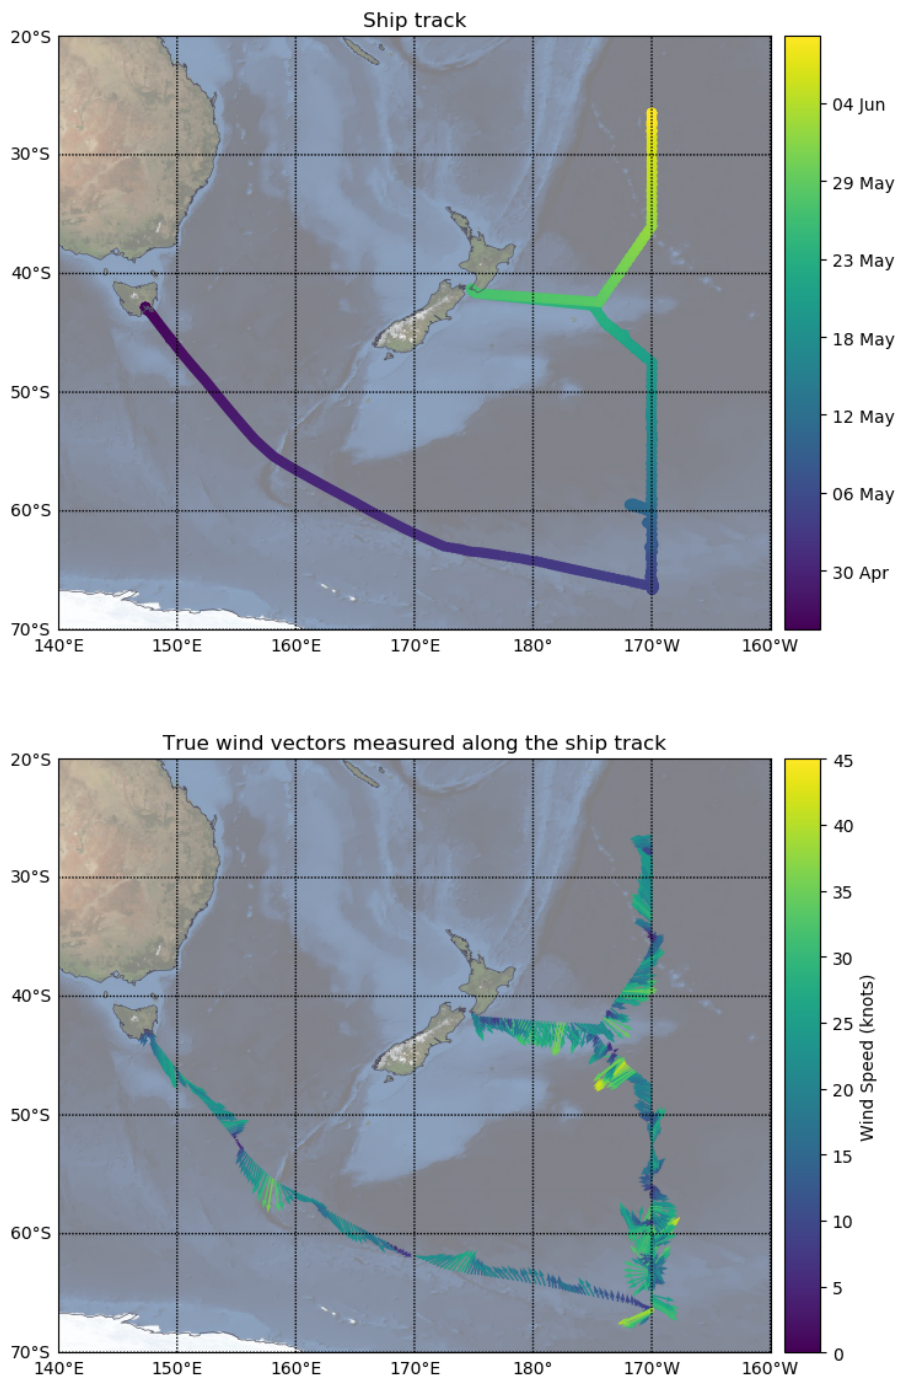 Ship track
20°S
30°S
40°S
50°S
60°S
70°S
140°E 150°E 160°E 170°E 180° 170°W 160°W
04 Jun
29 May
23 May
18 May
12 May
06 May
30 Apr
True wind vectors measured along the ship track
20°S
30°S
40°S
50°S
60°S
70°S
140°E 150°E 160°E 170°E 180° 170°W 160°W
45
40
35
30
25
20
15
10
5
0
Wind Speed (knots)